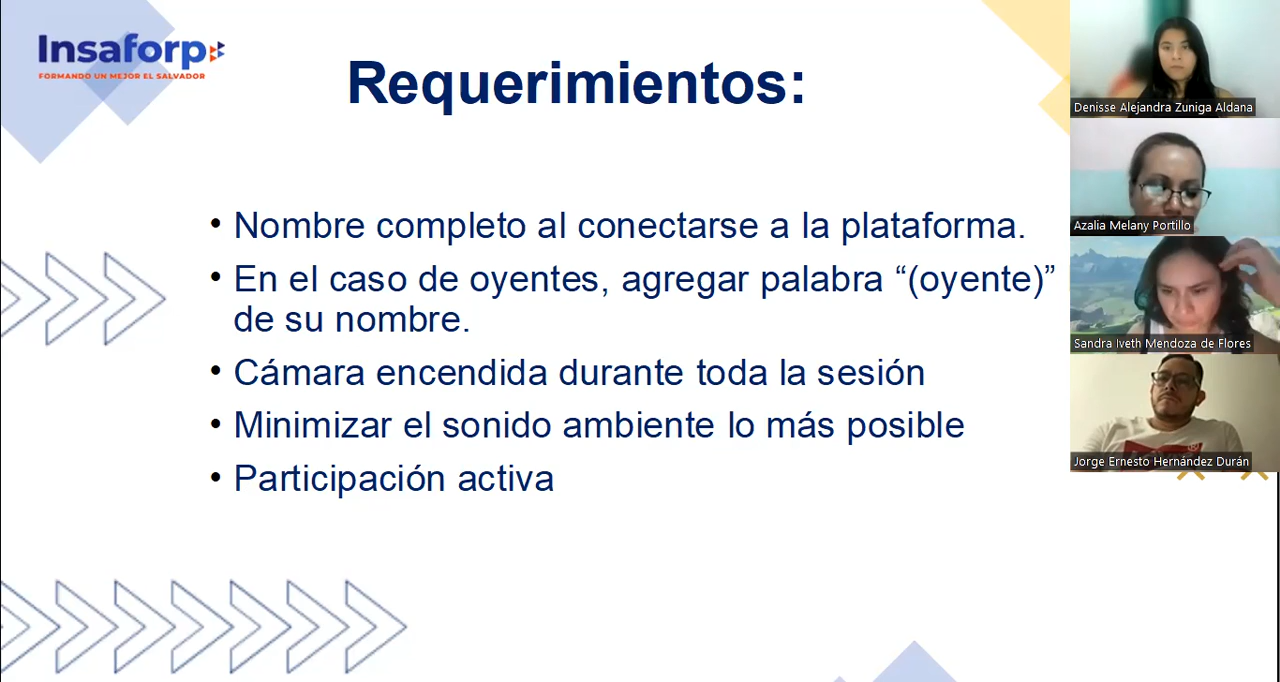 Insaforp
FORMANDO UN MEJOR EL SALVADOR
Requerimientos:
• Nombre completo al conectarse a la plataforma.
• En el caso de oyentes, agregar palabra “(oyente)”
de su nombre.
• Cámara encendida durante toda la sesión
• Minimizar el sonido ambiente lo más posible
• Participación activa
Denisse Alejandra Zuniga Aldana
Azalia Melany Portillo
Sandra Iveth Mendoza de Flores
Jorge Ernesto Hernández Durán